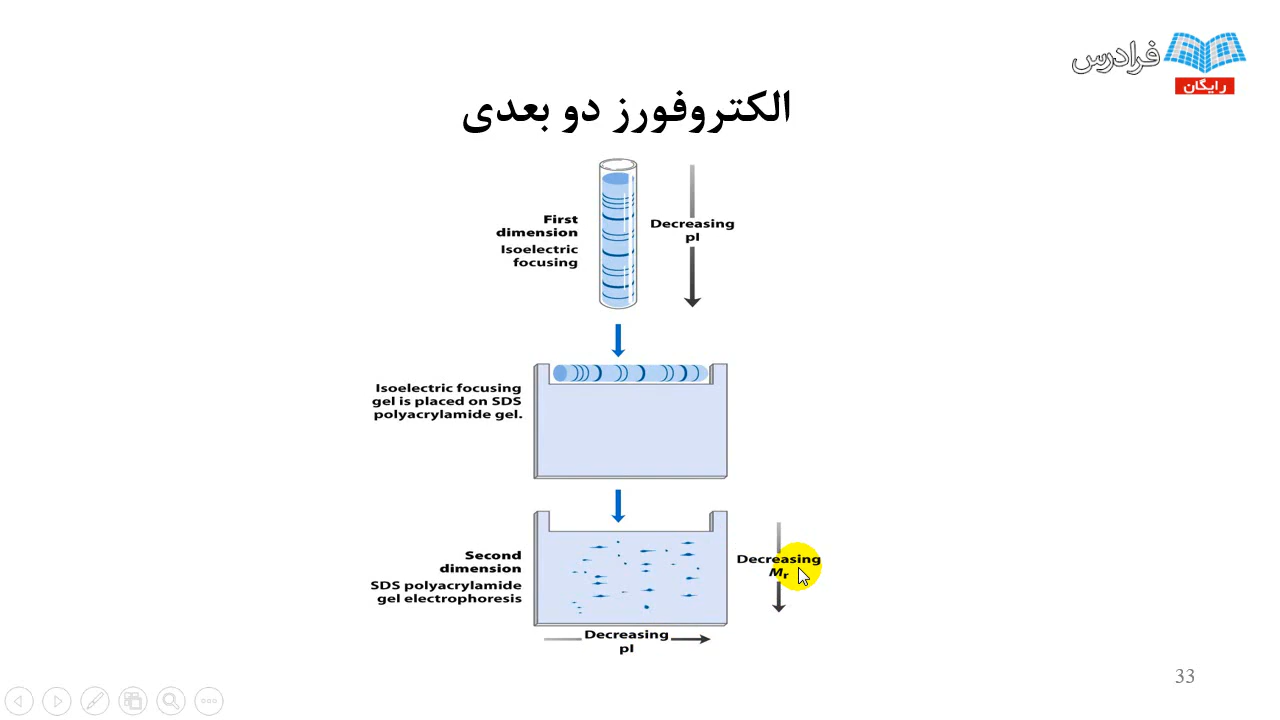 فرادرس
رایگان
الکتروفورز دو بعدی
First
dimension
Isoelectric
focusing
Decreasing
pI
Isoelectric focusing
gel is placed on SDS
polyacrylamide gel.
Second
dimension
SDS polyacrylamide
gel electrophoresis
Decreasing
Mr
Decreasing
pI
33